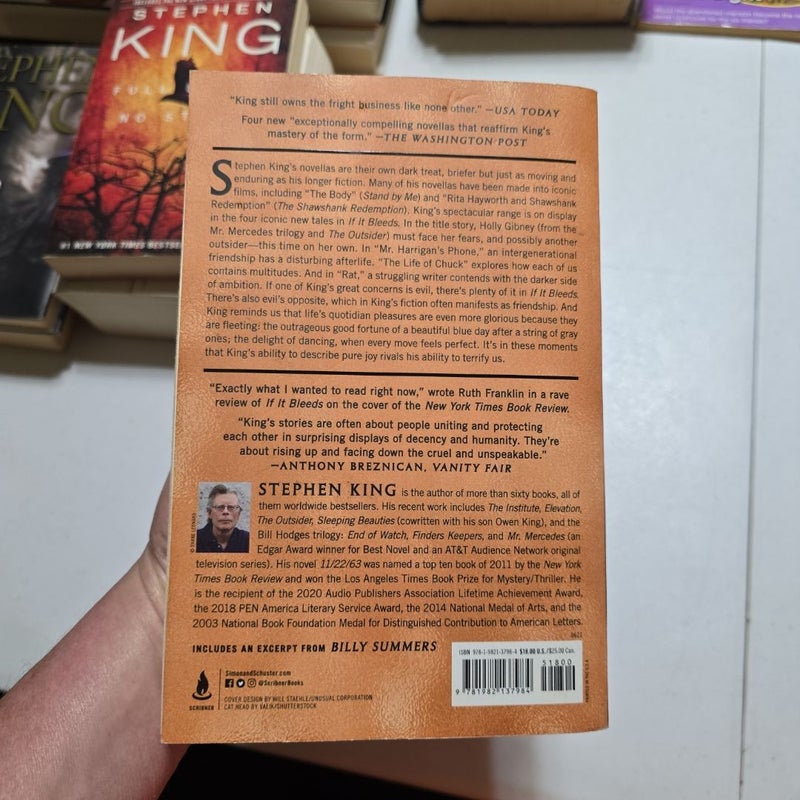 STEPHEN
KING
FULL
NO ST
#1 NEW YORK TIMES BESTSE
"King still owns the fright business like none other." —USA TODAY
Four new "exceptionally compelling novellas that reaffirm King's
mastery of the form." —THE WASHINGTON POST
Stephen King's novellas are their own dark treat, briefer but just as moving and
enduring as his longer fiction. Many of his novellas have been made into iconic
films, including "The Body" (Stand by Me) and "Rita Hayworth and Shawshank
Redemption" (The Shawshank Redemption). King's spectacular range is on display
in the four iconic new tales in If It Bleeds. In the title story, Holly Gibney (from the
Mr. Mercedes trilogy and The Outsider) must face her fears, and possibly another
outsider—this time on her own. In "Mr. Harrigan's Phone," an intergenerational
friendship has a disturbing afterlife. "The Life of Chuck" explores how each of us
contains multitudes. And in "Rat," a struggling writer contends with the darker side
of ambition. If one of King's great concerns is evil, there's plenty of it in If It Bleeds.
There's also evil's opposite, which in King's fiction often manifests as friendship. And
King reminds us that life's quotidian pleasures are even more glorious because they
are fleeting: the outrageous good fortune of a beautiful blue day after a string of gray
ones; the delight of dancing, when every move feels perfect. It's in these moments
that King's ability to describe pure joy rivals his ability to terrify us.
"Exactly what I wanted to read right now," wrote Ruth Franklin in a rave
review of If It Bleeds on the cover of the New York Times Book Review.
"King's stories are often about people uniting and protecting
each other in surprising displays of decency and humanity. They're
about rising up and facing down the cruel and unspeakable."
—ANTHONY BREZNICAN, VANITY FAIR
STEPHEN KING is the author of more than sixty books, all of
them worldwide bestsellers. His recent work includes The Institute, Elevation,
The Outsider, Sleeping Beauties (cowritten with his son Owen King), and the
Bill Hodges trilogy: End of Watch, Finders Keepers, and Mr. Mercedes (an
Edgar Award winner for Best Novel and an AT&T Audience Network original
television series). His novel 11/22/63 was named a top ten book of 2011 by the New York
Times Book Review and won the Los Angeles Times Book Prize for Mystery/Thriller. He
is the recipient of the 2020 Audio Publishers Association Lifetime Achievement Award,
the 2018 PEN America Literary Service Award, the 2014 National Medal of Arts, and the
2003 National Book Foundation Medal for Distinguished Contribution to American Letters.
0621
INCLUDES AN EXCERPT FROM BILLY SUMMERS
SimonandSchuster.com
@ScribnerBooks
SCRIBNER
COVER DESIGN BY WILL STAEHLE/UNUSUAL CORPORATION
CAT HEAD BY VALIK/SHUTTERSTOCK
ISBN 978-1-9821-3798-4 $18.00 U.S./$25.00 Can.
51800
9 781982 137984